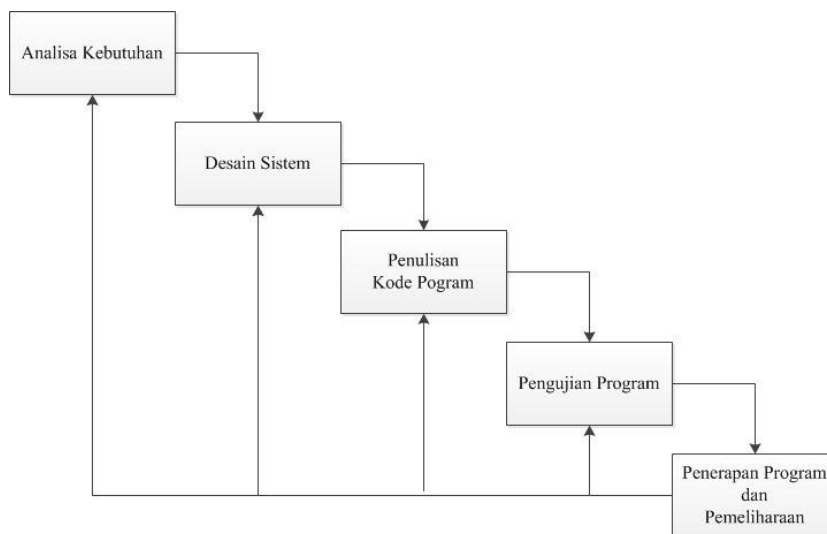 Analisa Kebutuhan
Desain Sistem
Penulisan
Kode Pogram
Pengujian Program
Penerapan Program
dan
Pemeliharaan